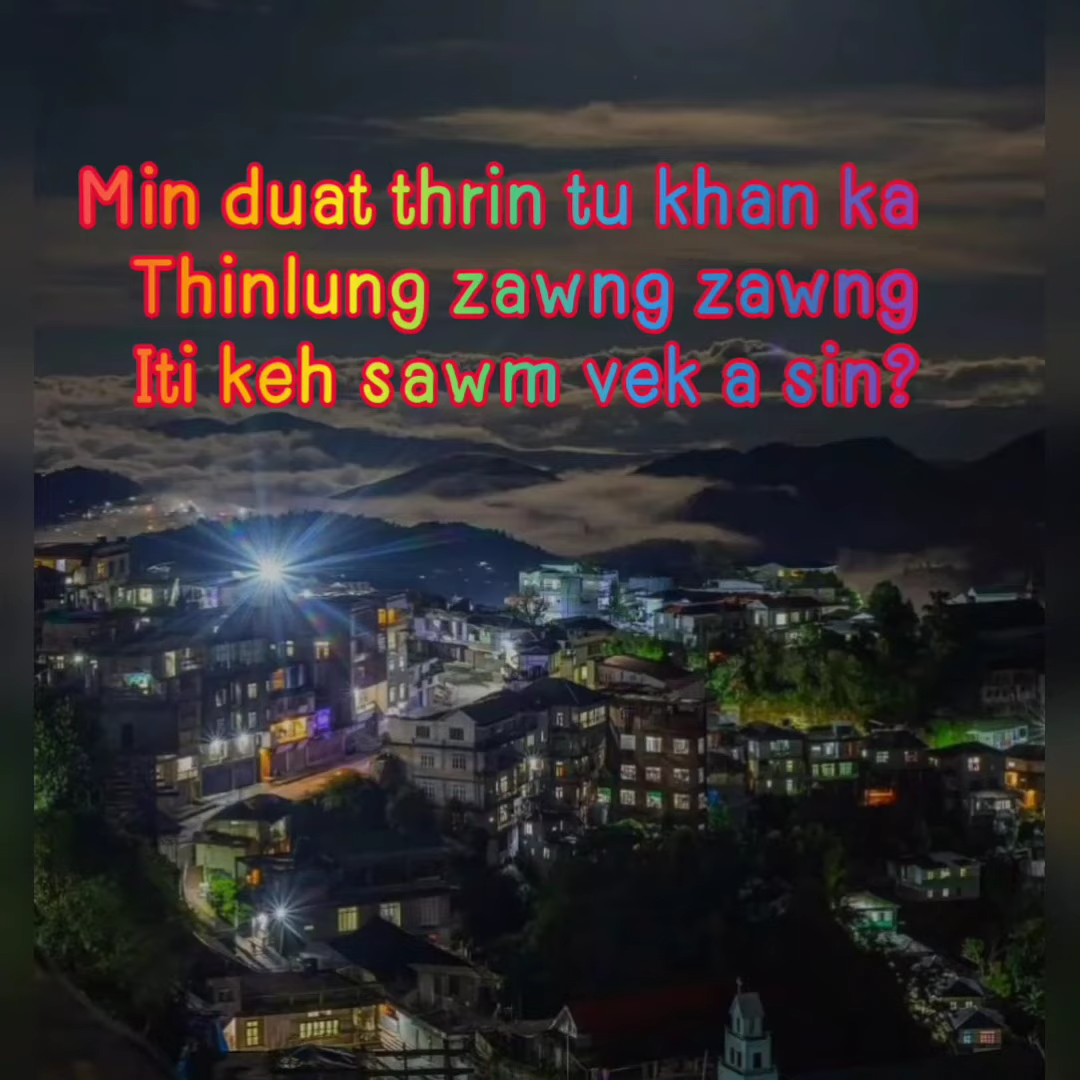 Min duat thrin tu khan ka
Thinlung zawng zawng
Iti keh sawm vek a sin?